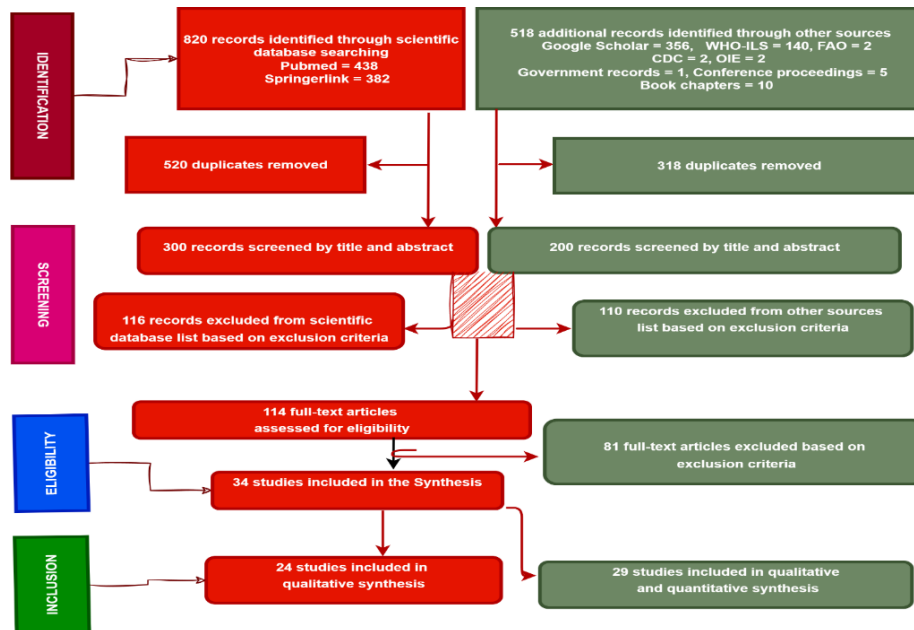 IDENTIFICATION
820 records identified through scientific
database searching
Pubmed = 438
Springerlink = 382
518 additional records identified through other sources
Google Scholar = 356, WHO-ILS = 140, FAO = 2
CDC = 2, OIE = 2
Government records = 1, Conference proceedings = 5
Book chapters = 10
520 duplicates removed
318 duplicates removed
SCREENING
300 records screened by title and abstract
200 records screened by title and abstract
116 records excluded from scientific
database list based on exclusion criteria
110 records excluded from other sources
list based on exclusion criteria
ELIGIBILITY
114 full-text articles
assessed for eligibility
81 full-text articles excluded based on
exclusion criteria
34 studies included in the Synthesis
INCLUSION
24 studies included in
qualitative synthesis
29 studies included in qualitative
and quantitative synthesis